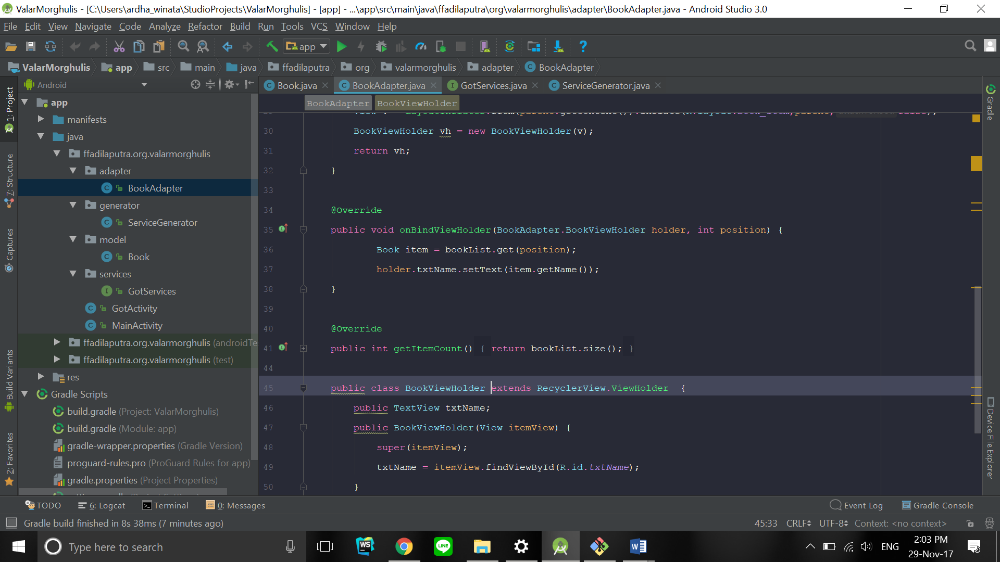 ValarMorghulis - [C:\Users\ardha_winata\StudioProjects\ValarMorghulis] - [app] - ...\app\src\main\java\ffadilaputra\org\valarmorghulis\adapter\BookAdapter.java - Android Studio 3.0
File Edit View Navigate Code Analyze Refactor Build Run Tools VCS Window Help
app
ValarMorghulis app src main java ffadilaputra org valarmorghulis adapter BookAdapter
Android
Book.java BookAdapter.java GotServices.java ServiceGenerator.java
BookAdapter BookViewHolder
1: Project
7: Structure
Captures
Build Variants
2: Favorites
app
manifests
java
ffadilaputra.org.valarmorghulis
adapter
BookAdapter
generator
ServiceGenerator
model
Book
services
GotServices
GotActivity
MainActivity
ffadilaputra.org.valarmorghulis (androidTe
ffadilaputra.org.valarmorghulis (test)
res
Gradle Scripts
build.gradle (Project: ValarMorghulis)
build.gradle (Module: app)
gradle-wrapper.properties (Gradle Version)
proguard-rules.pro (ProGuard Rules for app)
gradle.properties (Project Properties)
30 BookViewHolder vh = new BookViewHolder(v);
31 return vh;
32 }
33
34 @Override
35 public void onBindViewHolder(BookAdapter.BookViewHolder holder, int position) {
36 Book item = bookList.get(position);
37 holder.txtName.setText(item.getName());
38 }
39
40 @Override
41 public int getItemCount() { return bookList.size(); }
44
45 public class BookViewHolder extends RecyclerView.ViewHolder {
46 public TextView txtName;
47 public BookViewHolder(View itemView) {
48 super(itemView);
49 txtName = itemView.findViewById(R.id.txtName);
50 }
Gradle
Device File Explorer
TODO 6: Logcat Terminal 0: Messages Event Log Gradle Console
Gradle build finished in 8s 38ms (7 minutes ago) 45:33 CRLF UTF-8 Context: <no context>
Type here to search
WS
LINE
ENG
2:03 PM
29-Nov-17